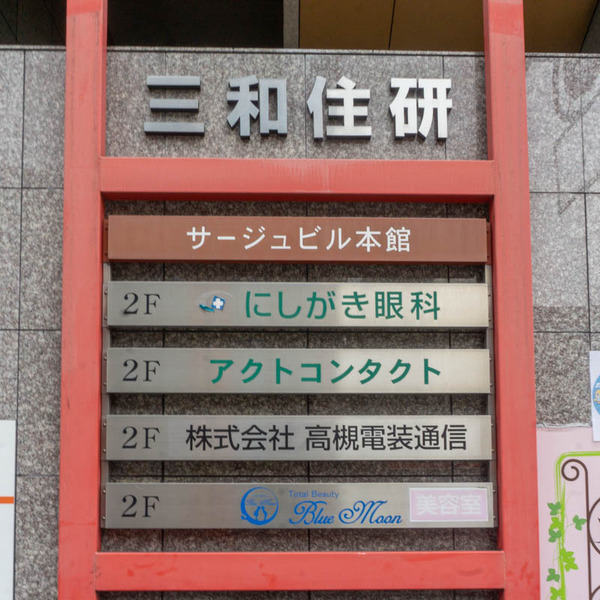 三和住研
サージュビル本館
2F にしがき眼科
2F アクトコンタクト
2F 株式会社 高槻電装通信
2F Total Beauty
Blue Moon 美容室